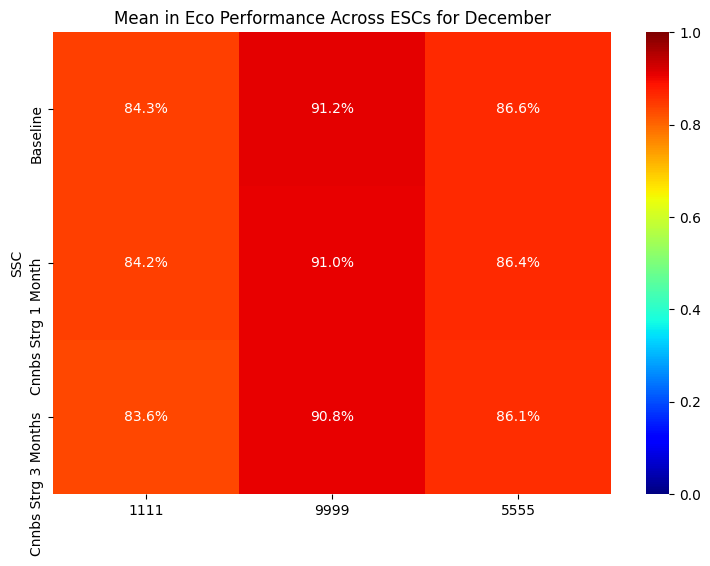 Mean in Eco Performance Across ESCs for December
SSC
Baseline
84.3% 91.2% 86.6%
Cnnbs Strg 1 Month
84.2% 91.0% 86.4%
Cnnbs Strg 3 Months
83.6% 90.8% 86.1%
1111 9999 5555
1.0
0.8
0.6
0.4
0.2
0.0